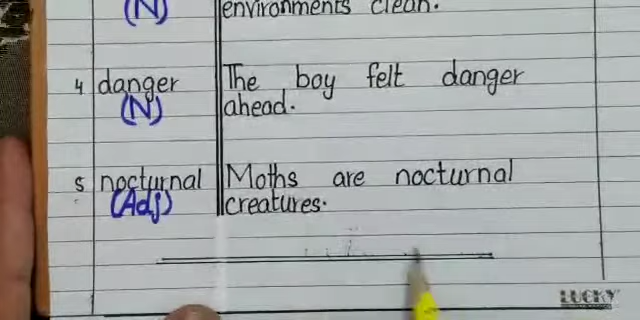 (N) environments clean.
4 danger The boy felt danger
(N) ahead.
5 nocturnal Moths are nocturnal
(Adj) creatures.
LUCKY